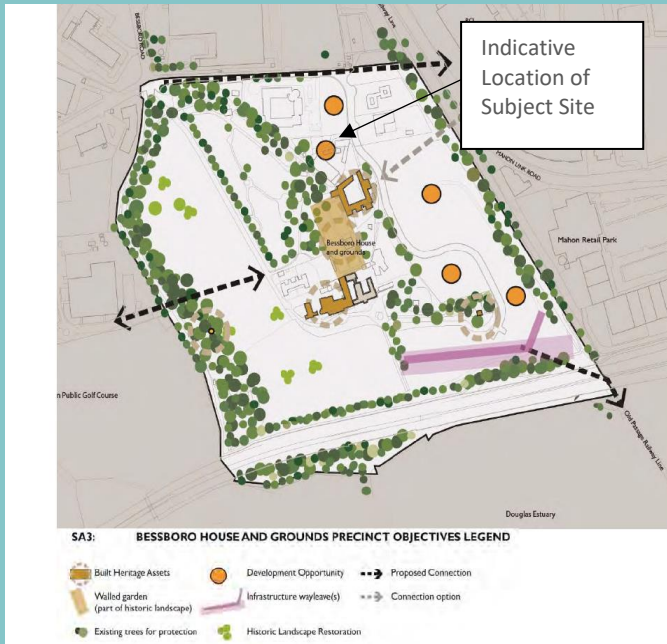 BESSBORO ROAD
Indicative
Location of
Subject Site
MAHON LINK ROAD
Mahon Retail Park
Bessboro House
and grounds
n Public Golf Course
Old Passage Railway Line
Douglas Estuary
SA3: BESSBORO HOUSE AND GROUNDS PRECINCT OBJECTIVES LEGEND
Built Heritage Assets
Development Opportunity
Proposed Connection
Walled garden
(part of historic landscape)
Infrastructure wayleave(s)
Connection option
Existing trees for protection
Historic Landscape Restoration